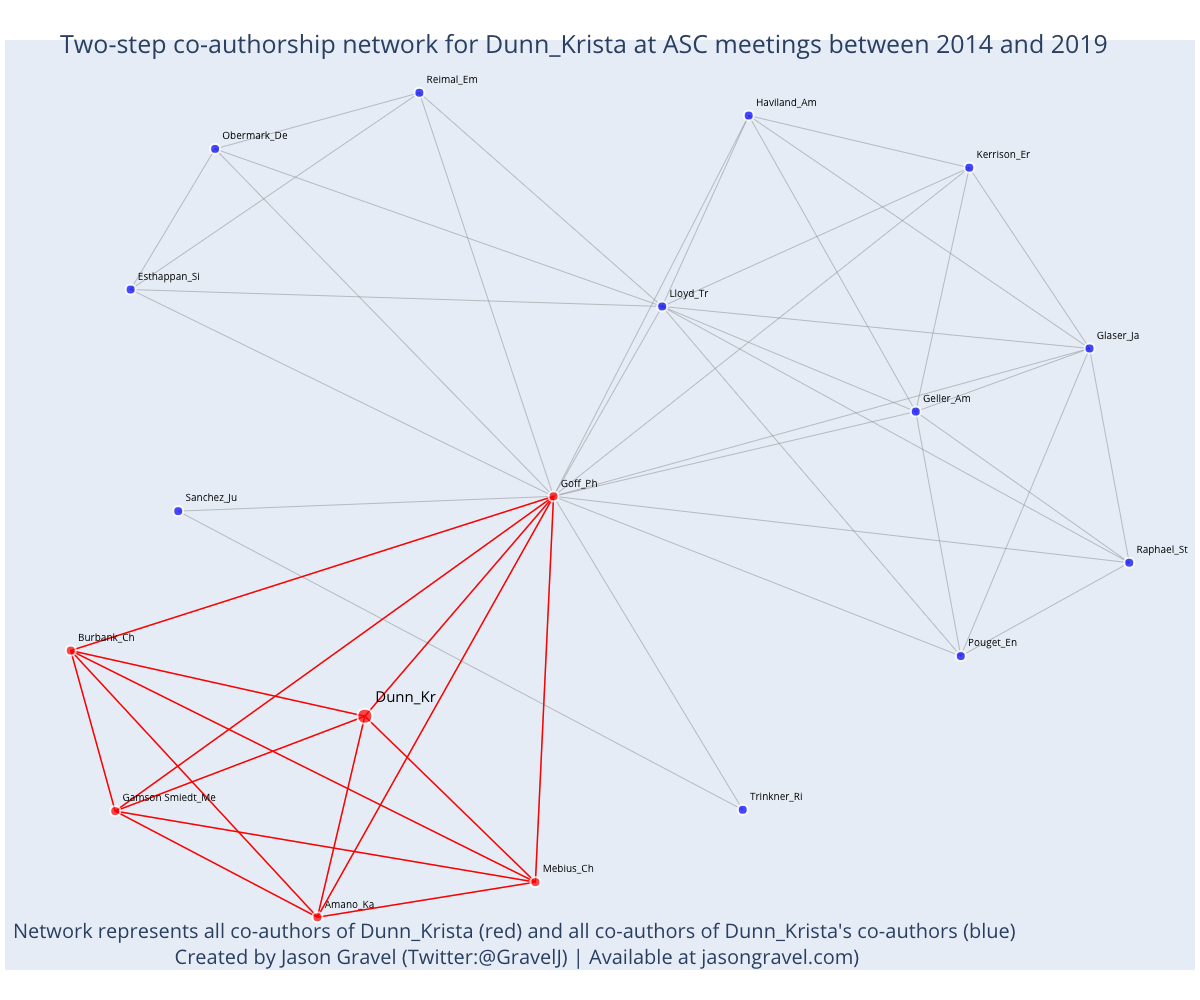 Two-step co-authorship network for Dunn_Krista at ASC meetings between 2014 and 2019
Reimal_Em
Haviland_Am
Obermark_De
Kerrison_Er
Esthappan_Si
Lloyd_Tr
Glaser_Ja
Geller_Am
Goff_Ph
Sanchez_Ju
Raphael_St
Burbank_Ch
Pouget_En
Dunn_Kr
Gamson Smiedt_Me
Trinkner_Ri
Mebius_Ch
Amano_Ka
Network represents all co-authors of Dunn_Krista (red) and all co-authors of Dunn_Krista's co-authors (blue)
Created by Jason Gravel (Twitter:@GravelJ) | Available at jasongravel.com)